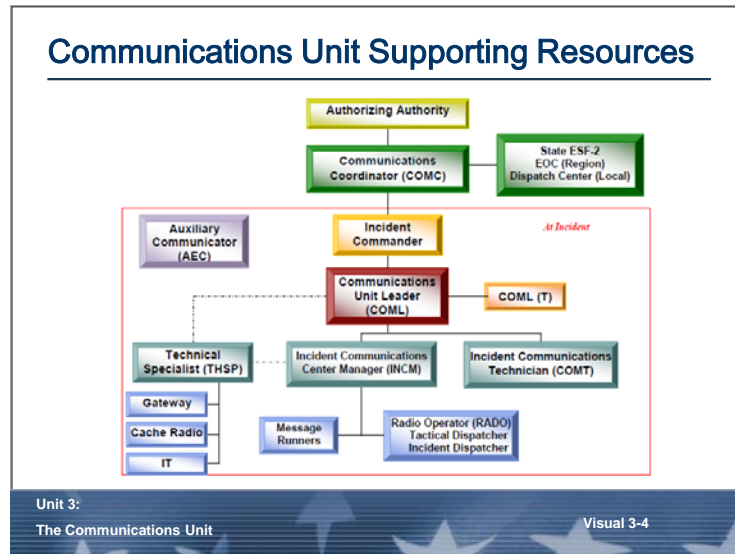 Communications Unit Supporting Resources
Authorizing Authority
Communications
Coordinator (COMC)
State ESF-2
EOC (Region)
Dispatch Center (Local)
Auxiliary
Communicator
(AEC)
Incident
Commander
At Incident
Communications
Unit Leader
(COML)
COML (T)
Technical
Specialist (THSP)
Incident Communications
Center Manager (INCM)
Incident Communications
Technician (COMT)
Gateway
Cache Radio
IT
Message
Runners
Radio Operator (RADO)
Tactical Dispatcher
Incident Dispatcher
Unit 3:
The Communications Unit
Visual 3-4